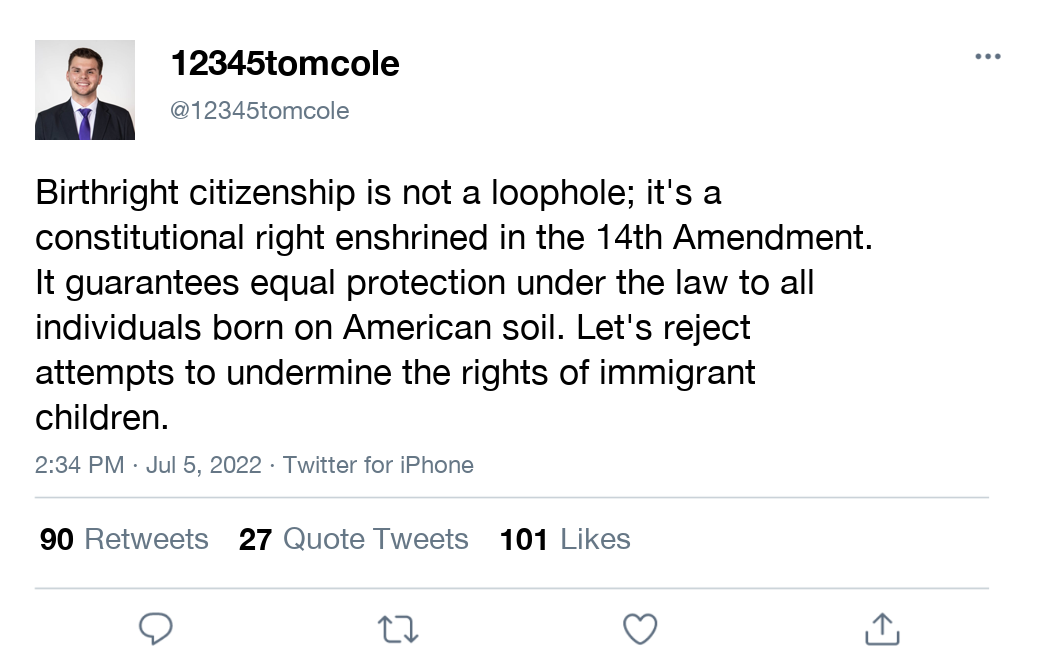 12345tomcole
@12345tomcole
Birthright citizenship is not a loophole; it's a
constitutional right enshrined in the 14th Amendment.
It guarantees equal protection under the law to all
individuals born on American soil. Let's reject
attempts to undermine the rights of immigrant
children.
2:34 PM · Jul 5, 2022 · Twitter for iPhone
90 Retweets 27 Quote Tweets 101 Likes